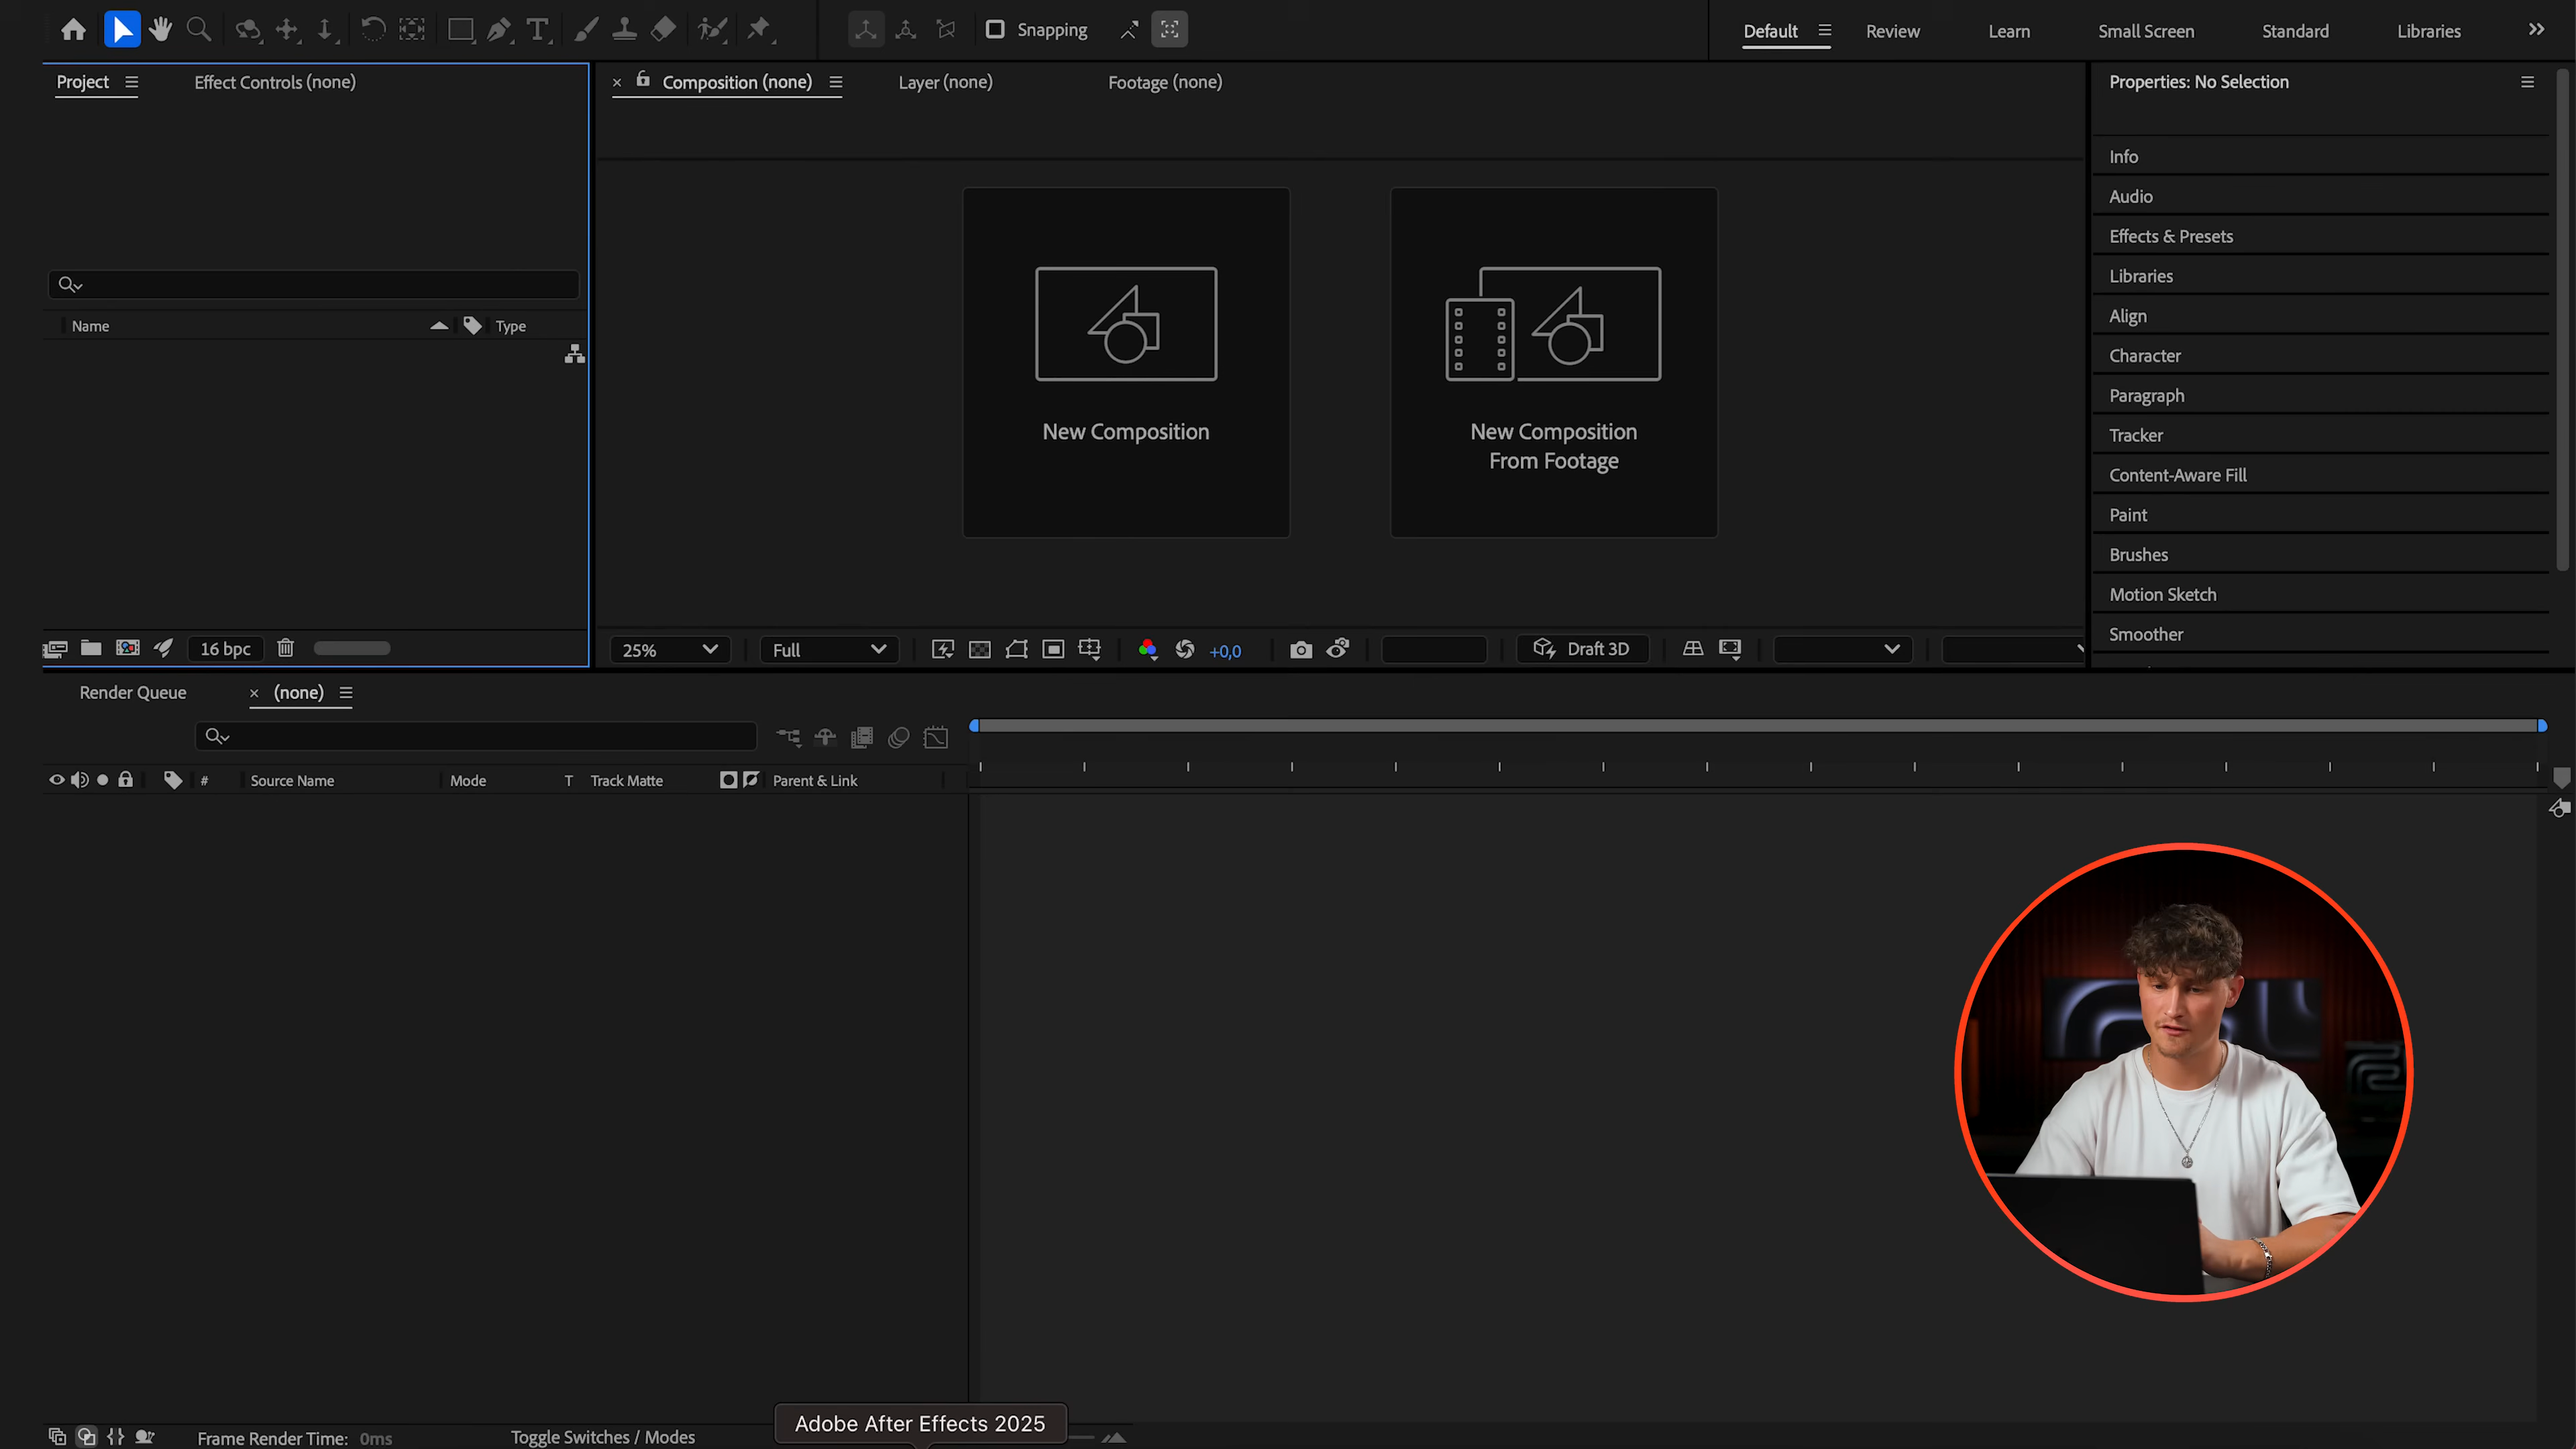 Snapping
Default
Review
Learn
Small Screen
Standard
Libraries
Project
Effect Controls (none)
Composition (none)
Layer (none)
Footage (none)
Properties: No Selection
Info
Audio
Effects & Presets
Libraries
Align
Character
Paragraph
Tracker
Content-Aware Fill
Paint
Brushes
Motion Sketch
Smoother
Name
Type
New Composition
New Composition
From Footage
16 bpc
25%
Full
+0,0
Draft 3D
Render Queue
(none)
#
Source Name
Mode
T
Track Matte
Parent & Link
Frame Render Time: 0ms
Toggle Switches / Modes
Adobe After Effects 2025